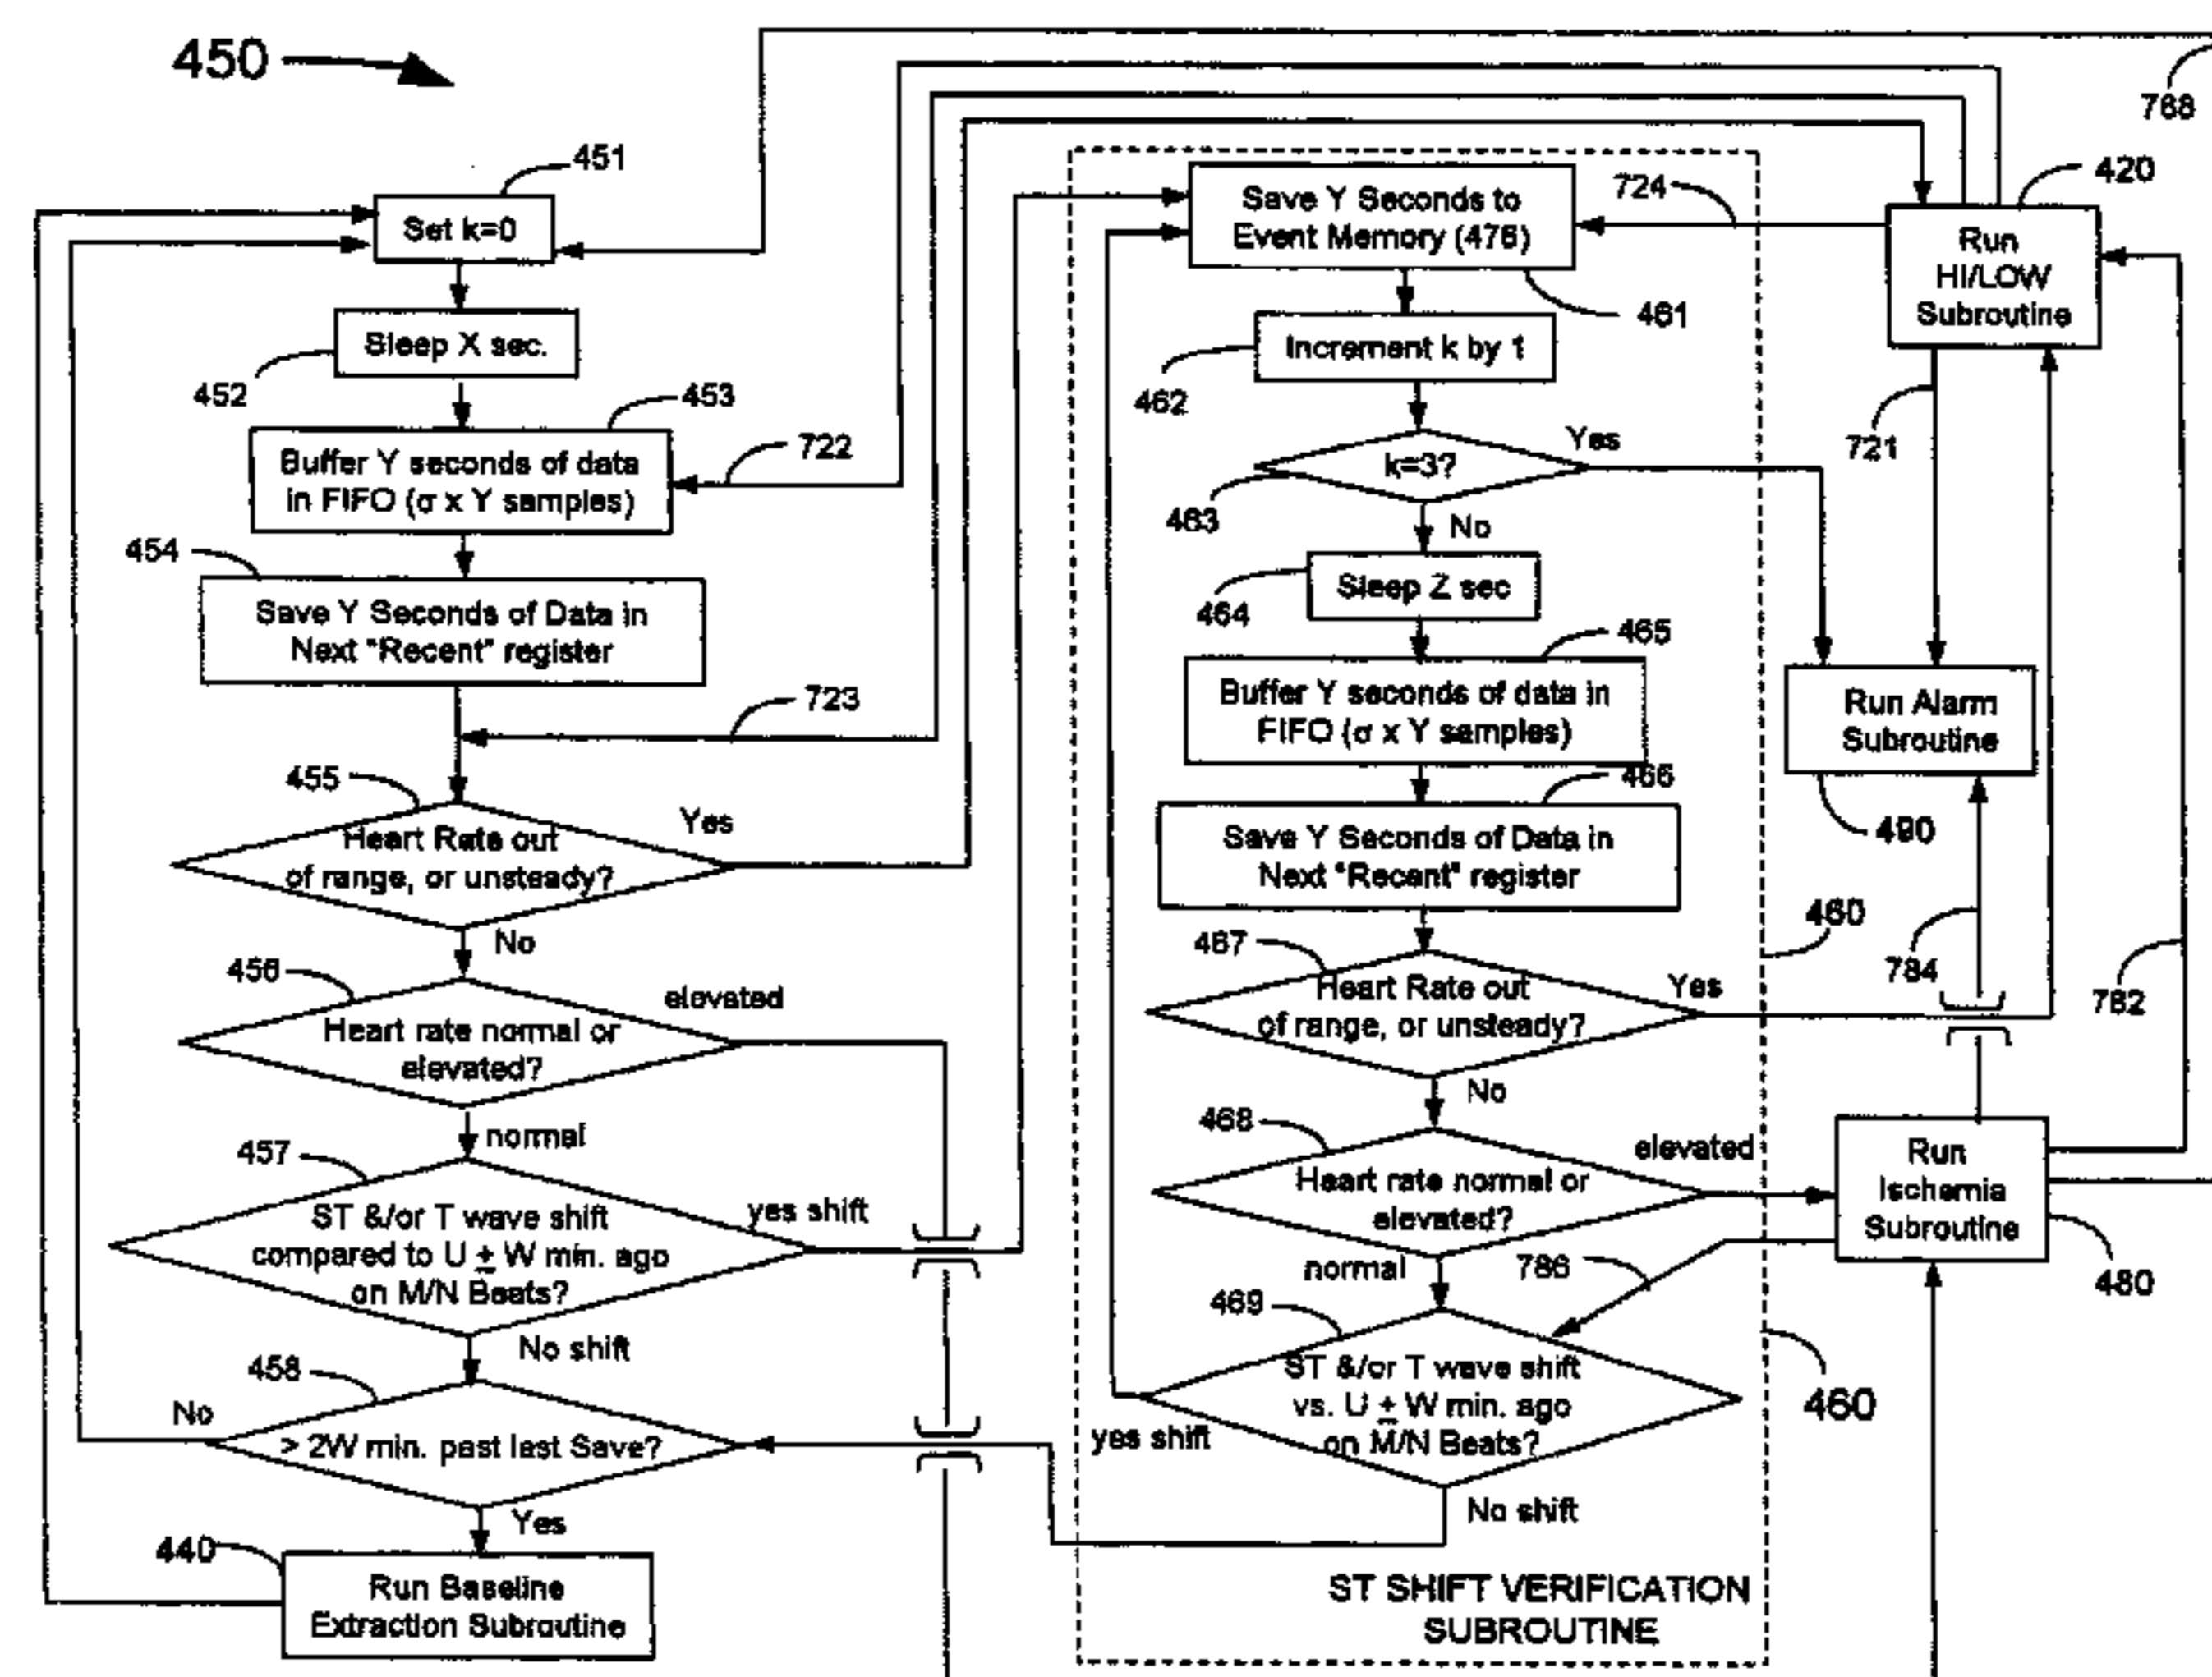 450
768
451
Set k=0
Sleep X sec.
452
453
722
Buffer Y seconds of data
in FIFO (σ x Y samples)
454
Save Y Seconds of Data in
Next "Recent" register
723
455
Heart Rate out
of range, or unsteady?
Yes
No
456
Heart rate normal or
elevated?
elevated
normal
457
ST &/or T wave shift
compared to U ± W min. ago
on M/N Beats?
yes shift
No shift
458
> 2W min. past last Save?
No
Yes
440
Run Baseline
Extraction Subroutine
Save Y Seconds to
Event Memory (476)
724
461
420
Run
HI/LOW
Subroutine
Increment k by 1
462
k=3?
Yes
463
No
721
Sleep Z sec
464
465
Buffer Y seconds of data in
FIFO (σ x Y samples)
466
Run Alarm
Subroutine
490
Save Y Seconds of Data in
Next "Recent" register
460
467
Heart Rate out
of range, or unsteady?
Yes
No
784
782
468
Heart rate normal or
elevated?
elevated
normal
786
Run
Ischemia
Subroutine
480
469
ST &/or T wave shift
vs. U ± W min. ago
on M/N Beats?
yes shift
No shift
460
ST SHIFT VERIFICATION
SUBROUTINE